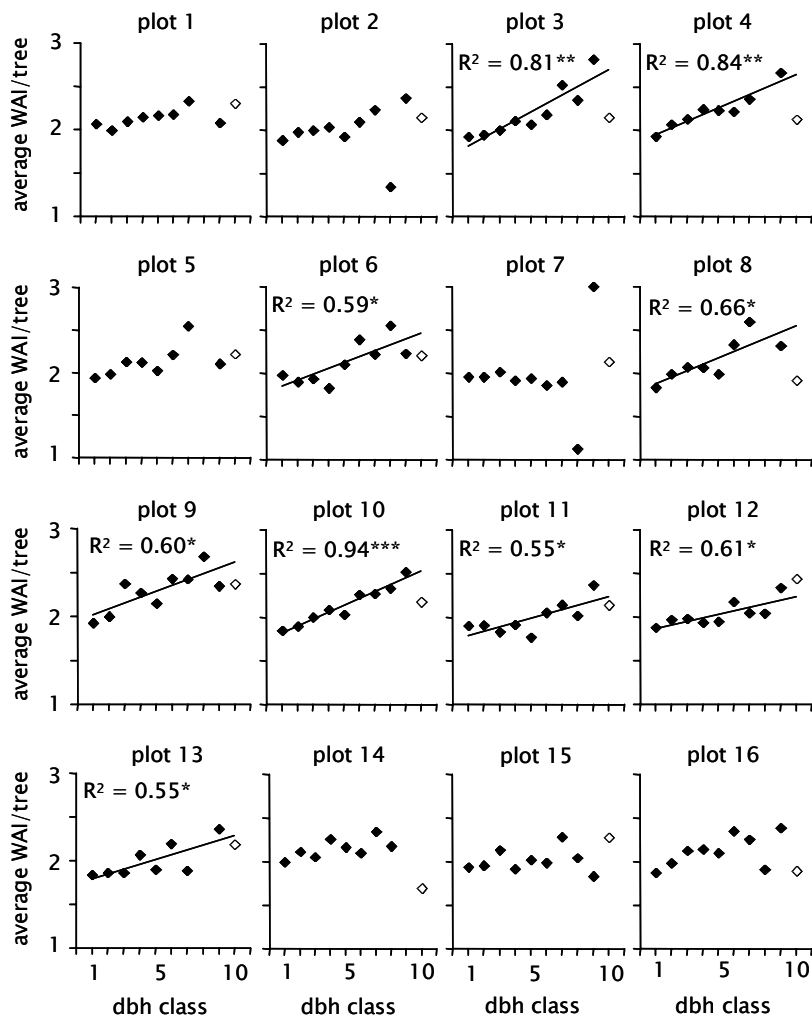 plot 1 plot 2 plot 3 plot 4
3
R² = 0.81** R² = 0.84**
2
1
average WAI/tree
plot 5 plot 6 plot 7 plot 8
3
R² = 0.59* R² = 0.66*
2
1
average WAI/tree
plot 9 plot 10 plot 11 plot 12
3
R² = 0.60* R² = 0.94*** R² = 0.55* R² = 0.61*
2
1
average WAI/tree
plot 13 plot 14 plot 15 plot 16
3
R² = 0.55*
2
1
average WAI/tree
1 5 10 1 5 10 1 5 10 1 5 10
dbh class dbh class dbh class dbh class